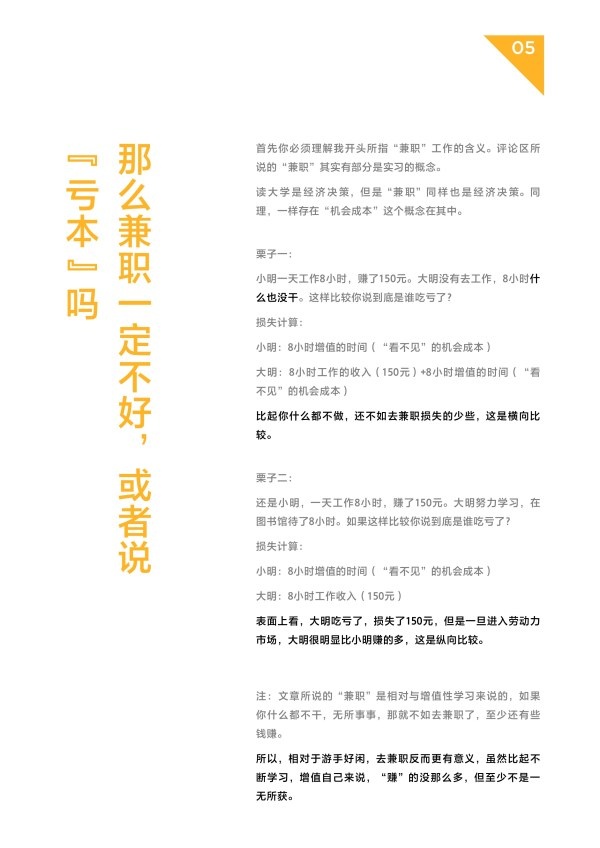 05
那么兼职一定不好，或者说
『亏本』吗
首先你必须理解我开头所指“兼职”工作的含义。评论区所
说的“兼职”其实有部分是实习的概念。
读大学是经济决策，但是“兼职”同样也是经济决策。同
理，一样存在“机会成本”这个概念在其中。
栗子一：
小明一天工作8小时，赚了150元。大明没有去工作，8小时什
么也没干。这样比较你说到底是谁吃亏了？
损失计算：
小明：8小时增值的时间（“看不见”的机会成本）
大明：8小时工作的收入（150元）+8小时增值的时间（“看
不见”的机会成本）
比起你什么都不做，还不如去兼职损失的少些，这是横向比
较。
栗子二：
还是小明，一天工作8小时，赚了150元。大明努力学习，在
图书馆待了8小时。如果这样比较你说到底是谁吃亏了？
损失计算：
小明：8小时增值的时间（“看不见”的机会成本）
大明：8小时工作收入（150元）
表面上看，大明吃亏了，损失了150元，但是一旦进入劳动力
市场，大明很明显比小明赚的多，这是纵向比较。
注：文章所说的“兼职”是相对与增值性学习来说的，如果
你什么都不干，无所事事，那就不如去兼职了，至少还有些
钱赚。
所以，相对于游手好闲，去兼职反而更有意义，虽然比起不
断学习，增值自己来说，“赚”的没那么多，但至少不是一
无所获。